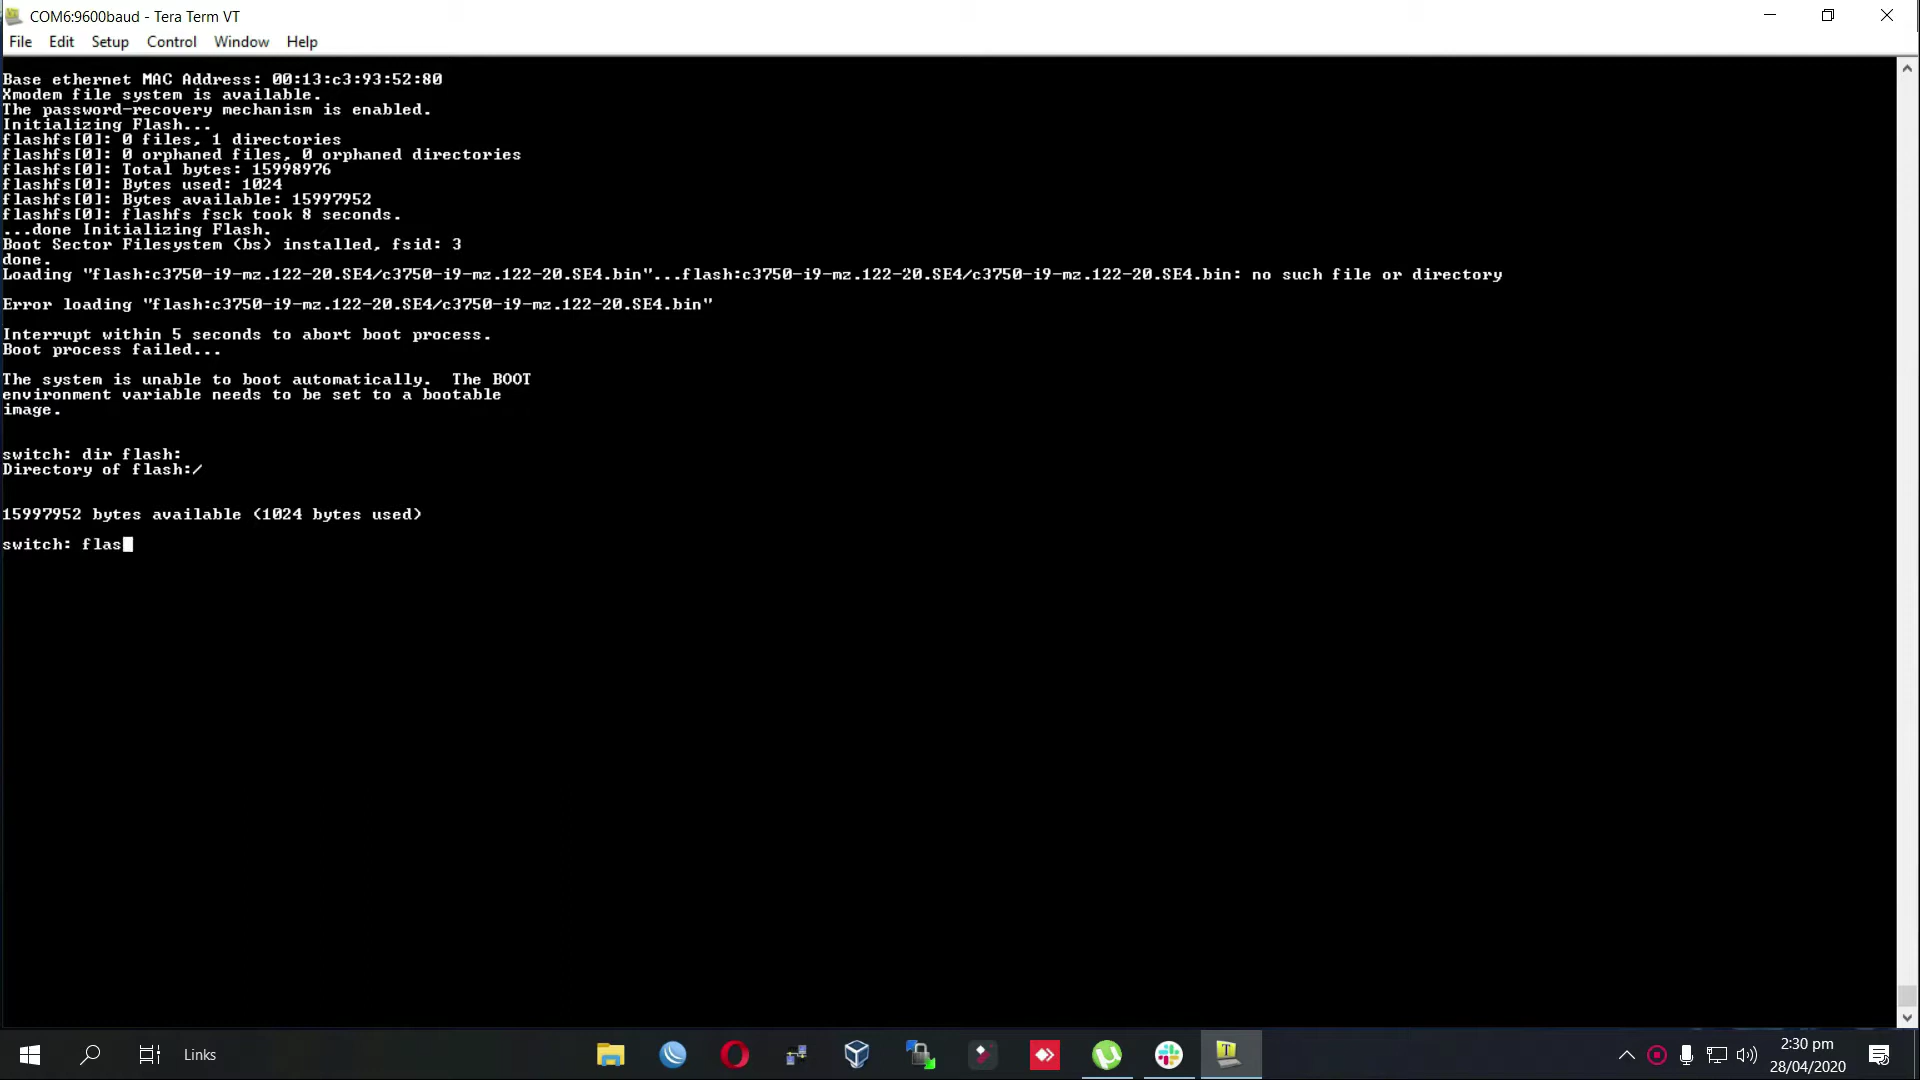 COM6:9600baud - Tera Term VT
File Edit Setup Control Window Help
Base ethernet MAC Address: 00:13:c3:93:52:80
Xmodem file system is available.
The password-recovery mechanism is enabled.
Initializing Flash...
flashfs[0]: 0 files, 1 directories
flashfs[0]: 0 orphaned files, 0 orphaned directories
flashfs[0]: Total bytes: 15998976
flashfs[0]: Bytes used: 1024
flashfs[0]: Bytes available: 15997952
flashfs[0]: flashfs fsck took 8 seconds.
...done Initializing Flash.
Boot Sector Filesystem (bs) installed, fsid: 3
done.
Loading "flash:c3750-i9-mz.122-20.SE4/c3750-i9-mz.122-20.SE4.bin"...flash:c3750-i9-mz.122-20.SE4/c3750-i9-mz.122-20.SE4.bin: no such file or directory
Error loading "flash:c3750-i9-mz.122-20.SE4/c3750-i9-mz.122-20.SE4.bin"
Interrupt within 5 seconds to abort boot process.
Boot process failed...
The system is unable to boot automatically.  The BOOT
environment variable needs to be set to a bootable
image.
switch: dir flash:
Directory of flash:/
15997952 bytes available (1024 bytes used)
switch: flas
Links
2:30 pm
28/04/2020